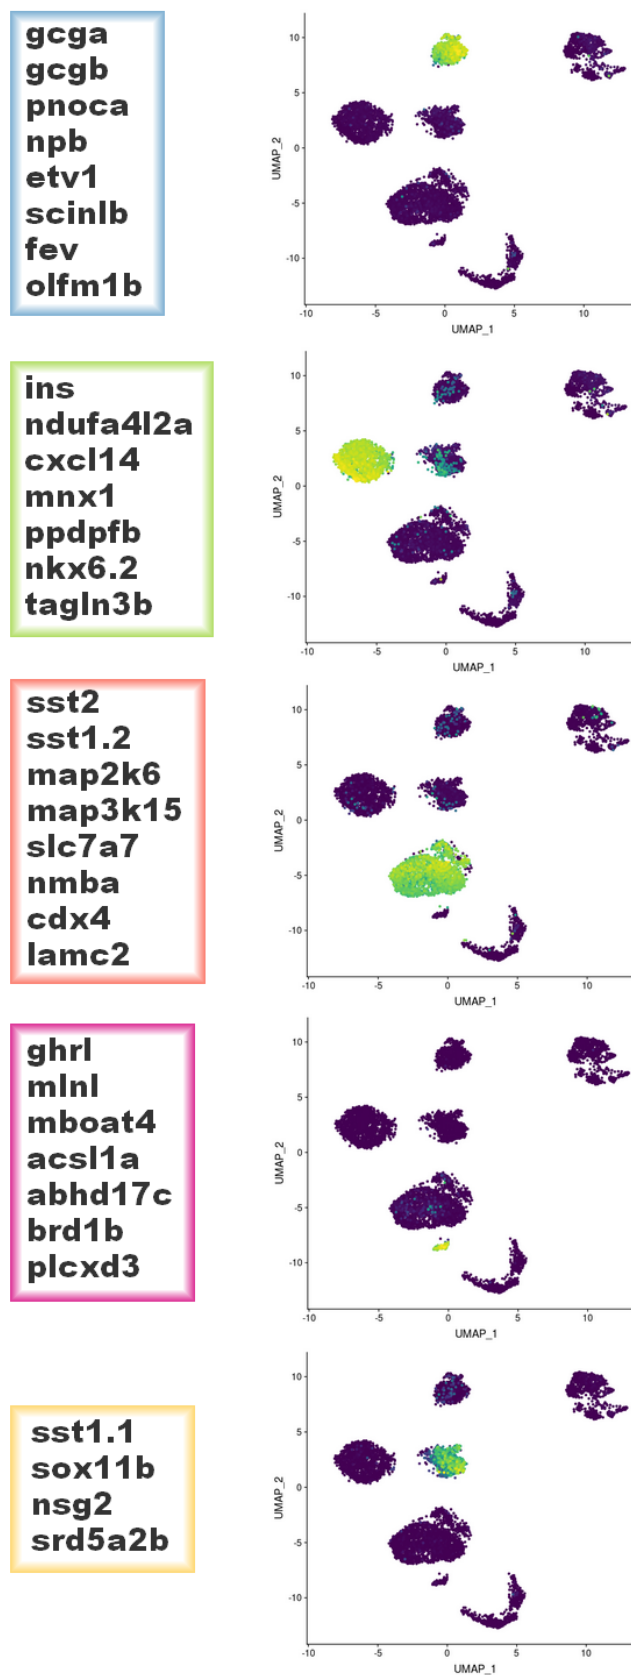 gcga
gcgb
pnoca
npb
etv1
scinlb
fev
olfm1b
10
5
0
-5
-10
UMAP_2
-10
-5
0
5
10
UMAP_1
ins
ndufa4l2a
cxcl14
mnx1
ppdpfb
nkx6.2
tagln3b
10
5
0
-5
-10
UMAP_2
-10
-5
0
5
10
UMAP_1
sst2
sst1.2
map2k6
map3k15
slc7a7
nmba
cdx4
lamc2
10
5
0
-5
-10
UMAP_2
-10
-5
0
5
10
UMAP_1
ghrl
mlnl
mboat4
acsl1a
abhd17c
brd1b
plcxd3
10
5
0
-5
-10
UMAP_2
-10
-5
0
5
10
UMAP_1
sst1.1
sox11b
nsg2
srd5a2b
10
5
0
-5
-10
UMAP_2
-10
-5
0
5
10
UMAP_1